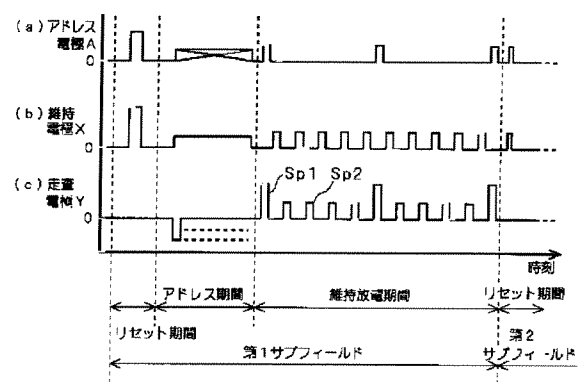 (a)アドレス
電極A
0
(b)維持
電極X
0
(c)走査
電極Y
0
Sp1
Sp2
時刻
アドレス期間
維持放電期間
リセット期間
リセット期間
第1サブフィールド
第2
サブフィールド